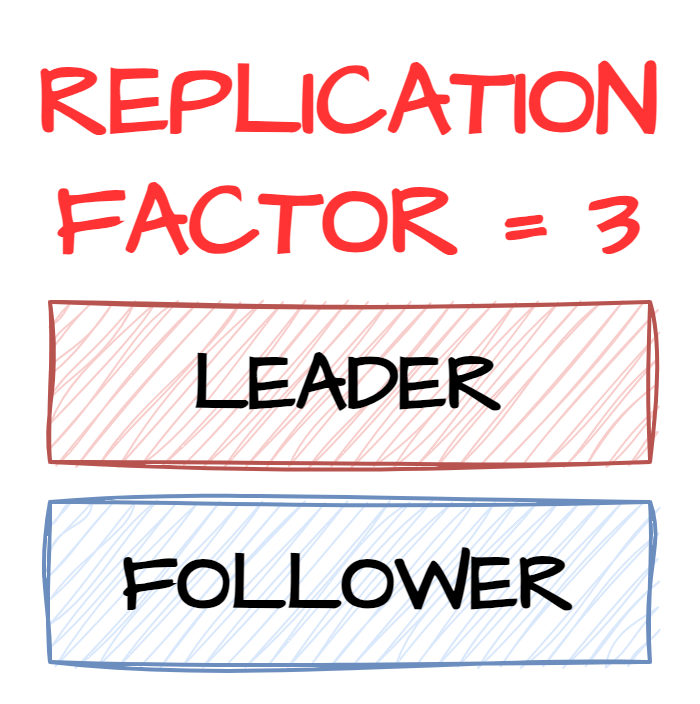 REPLICATION
FACTOR = 3
LEADER
FOLLOWER